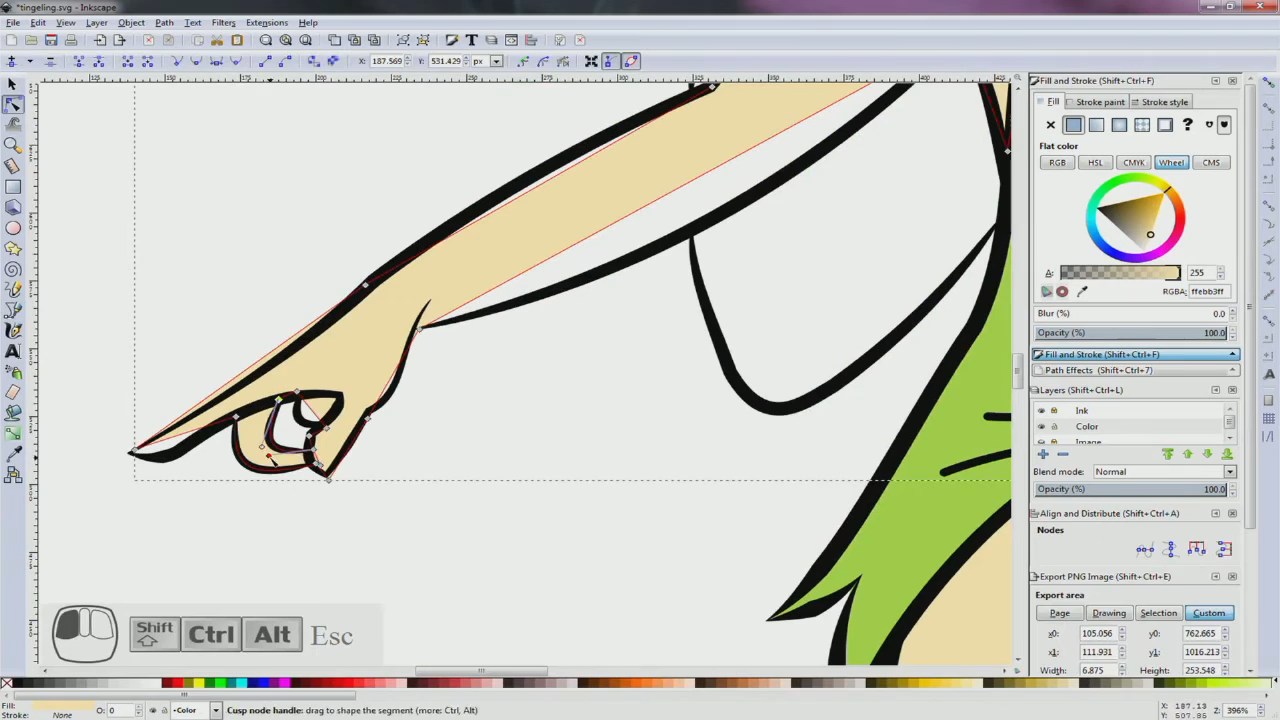 *tingeling.svg - Inkscape
File Edit View Layer Object Path Text Filters Extensions Help
X: 187.569 Y: 531.429 px
Fill and Stroke (Shift+Ctrl+F)
Fill Stroke paint Stroke style
?
Flat color
RGB HSL CMYK Wheel CMS
A: 255
RGBA: ffebb3ff
Blur (%) 0.0
Opacity (%) 100.0
Fill and Stroke (Shift+Ctrl+F)
Path Effects (Shift+Ctrl+7)
Layers (Shift+Ctrl+L)
Ink
Color
Image
Blend mode: Normal
Opacity (%) 100.0
Align and Distribute (Shift+Ctrl+A)
Nodes
Export PNG Image (Shift+Ctrl+E)
Export area
Page Drawing Selection Custom
x0: 105.056 y0: 762.665
x1: 111.931 y1: 1016.213
Width: 6.875 Height: 253.548
Shift Ctrl Alt Esc
Fill:
Stroke: None O: 0 •Color Cusp node handle: drag to shape the segment (more: Ctrl, Alt) X: 187.13 Y: 507.86 Z: 396%